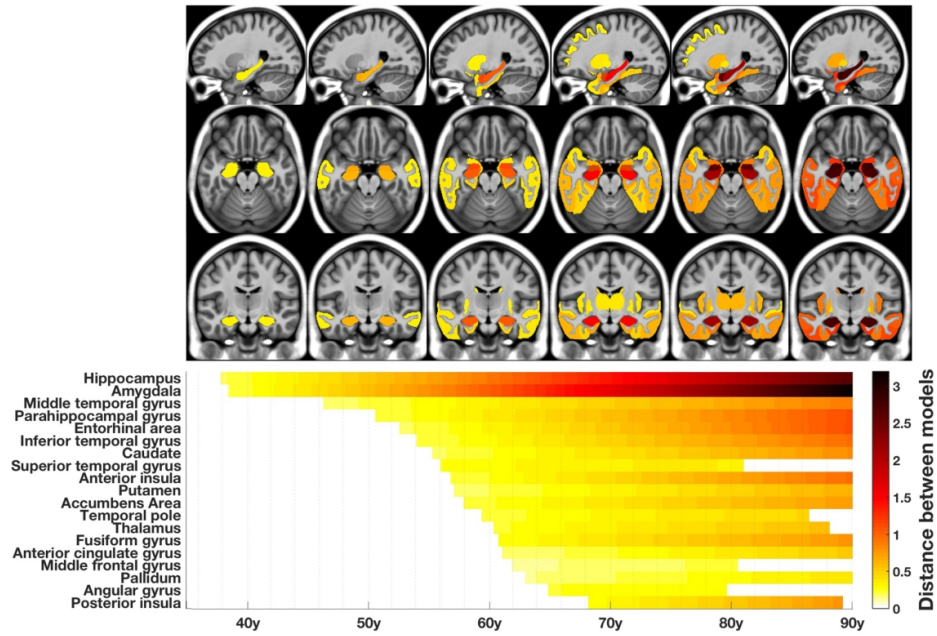 Hippocampus
Amygdala
Middle temporal gyrus
Parahippocampal gyrus
Entorhinal area
Inferior temporal gyrus
Caudate
Superior temporal gyrus
Anterior insula
Putamen
Accumbens Area
Temporal pole
Thalamus
Fusiform gyrus
Anterior cingulate gyrus
Middle frontal gyrus
Pallidum
Angular gyrus
Posterior insula
40y 50y 60y 70y 80y 90y
3
2.5
2
1.5
1
0.5
0
Distance between models